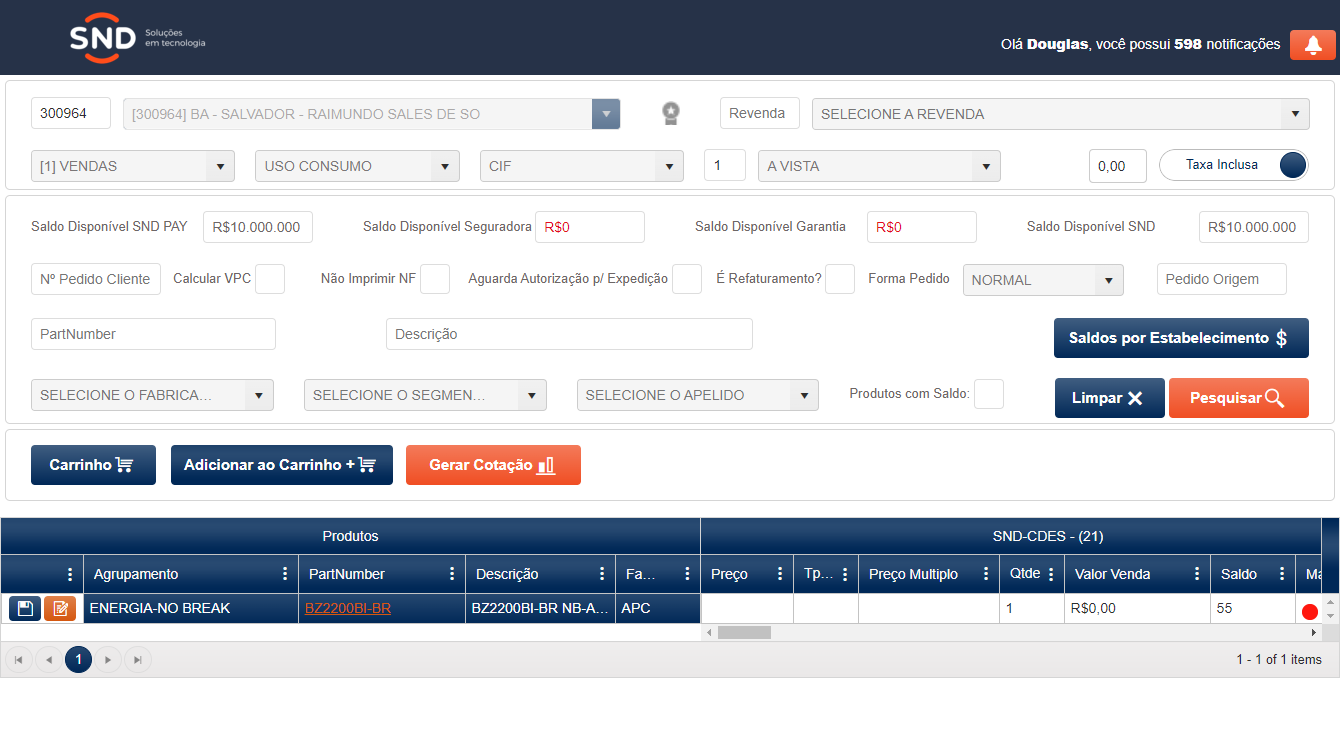 SND Soluções
em tecnologia
Olá Douglas, você possui 598 notificações
300964 [300964] BA - SALVADOR - RAIMUNDO SALES DE SO Revenda SELECIONE A REVENDA
[1] VENDAS USO CONSUMO CIF 1 A VISTA 0,00 Taxa Inclusa
Saldo Disponível SND PAY R$10.000.000 Saldo Disponível Seguradora R$0 Saldo Disponível Garantia R$0 Saldo Disponível SND R$10.000.000
Nº Pedido Cliente Calcular VPC Não Imprimir NF Aguarda Autorização p/ Expedição É Refaturamento? Forma Pedido NORMAL Pedido Origem
PartNumber Descrição Saldos por Estabelecimento $
SELECIONE O FABRICA... SELECIONE O SEGMEN... SELECIONE O APELIDO Produtos com Saldo: Limpar Pesquisar
Carrinho Adicionar ao Carrinho + Gerar Cotação
Produtos SND-CDES - (21)
Agrupamento PartNumber Descrição Fa... Preço Tp... Preço Multiplo Qtde Valor Venda Saldo Ma
ENERGIA-NO BREAK BZ2200BI-BR BZ2200BI-BR NB-A... APC 1 R$0,00 55
1 1 - 1 of 1 items